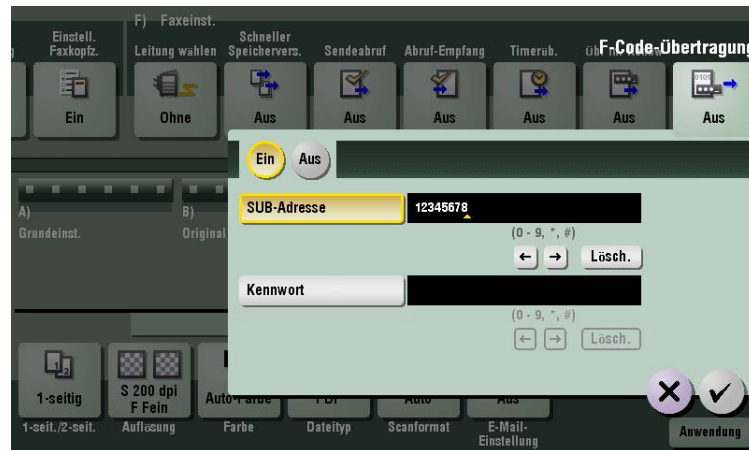 F) Faxeinst.
Einstell.
Faxkopfz.
Leitung wählen
Schneller
Speichervers.
Sendeabruf
Abruf-Empfang
Timerüb.
F-Code-Übertragung
Ein
Ohne
Aus
Aus
Aus
Aus
Aus
Aus
Ein
Aus
A)
Grundeinst.
B)
Original
SUB-Adresse
12345678
(0 - 9, *, #)
← → Lösch.
Kennwort
(0 - 9, *, #)
← → Lösch.
1-seitig
S 200 dpi
F Fein
1-seit./2-seit.
Auflösung
Farbe
Dateityp
Scanformat
E-Mail-
Einstellung
Anwendung